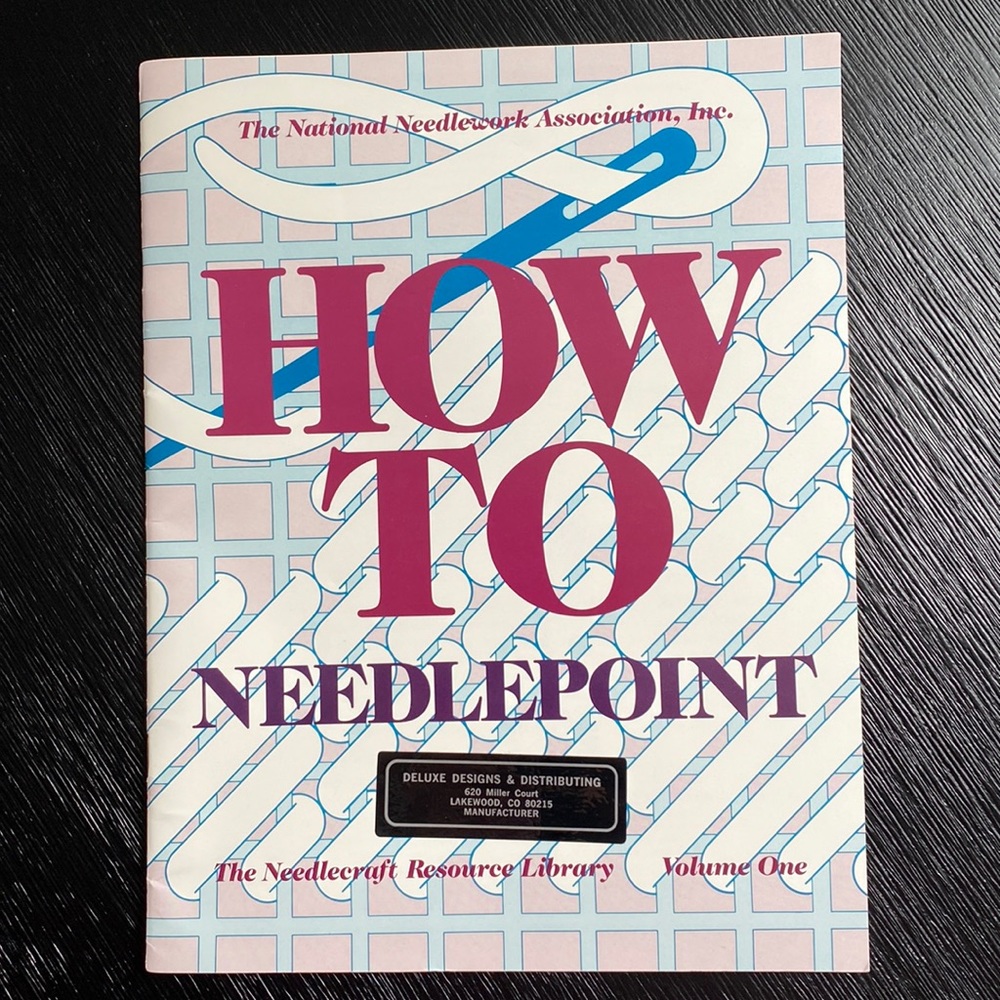 The National Needlework Association, Inc.
HOW
TO
NEEDLEPOINT
DELUXE DESIGNS & DISTRIBUTING
620 Miller Court
LAKEWOOD, CO 80215
MANUFACTURER
The Needlecraft Resource Library Volume One